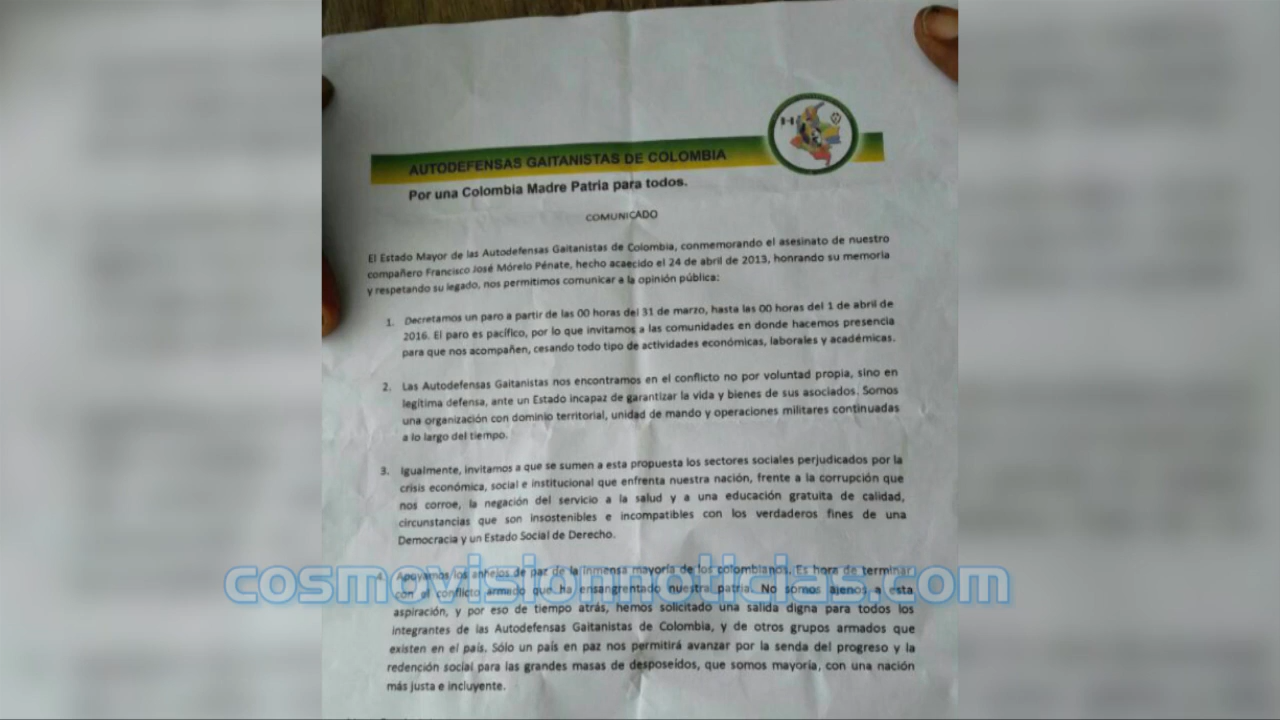 AUTODEFENSAS GAITANISTAS DE COLOMBIA
Por una Colombia Madre Patria para todos.
COMUNICADO
El Estado Mayor de las Autodefensas Gaitanistas de Colombia, conmemorando el asesinato de nuestro
compañero Francisco José Mórelo Pénate, hecho acaecido el 24 de abril de 2013, honrando su memoria
y respetando su legado, nos permitimos comunicar a la opinión pública:
1. Decretamos un paro a partir de las 00 horas del 31 de marzo, hasta las 00 horas del 1 de abril de
2016. El paro es pacífico, por lo que invitamos a las comunidades en donde hacemos presencia
para que nos acompañen, cesando todo tipo de actividades económicas, laborales y académicas.
2. Las Autodefensas Gaitanistas nos encontramos en el conflicto no por voluntad propia, sino en
legítima defensa, ante un Estado incapaz de garantizar la vida y bienes de sus asociados. Somos
una organización con dominio territorial, unidad de mando y operaciones militares continuadas
a lo largo del tiempo.
3. Igualmente, invitamos a que se sumen a esta propuesta los sectores sociales perjudicados por la
crisis económica, social e institucional que enfrenta nuestra nación, frente a la corrupción que
nos corroe, la negación del servicio a la salud y a una educación gratuita de calidad,
circunstancias que son insostenibles e incompatibles con los verdaderos fines de una
Democracia y un Estado Social de Derecho.
4. Apoyamos los anhelos de paz de la inmensa mayoría de los colombianos. Es hora de terminar
cosmovisionnoticias.com
con el conflicto armado que ha ensangrentado nuestra patria. No somos ajenos a esta
aspiración, y por eso de tiempo atrás, hemos solicitado una salida digna para todos los
integrantes de las Autodefensas Gaitanistas de Colombia, y de otros grupos armados que
existen en el país. Sólo un país en paz nos permitirá avanzar por la senda del progreso y la
redención social para las grandes masas de desposeídos, que somos mayoría, con una nación
más justa e incluyente.